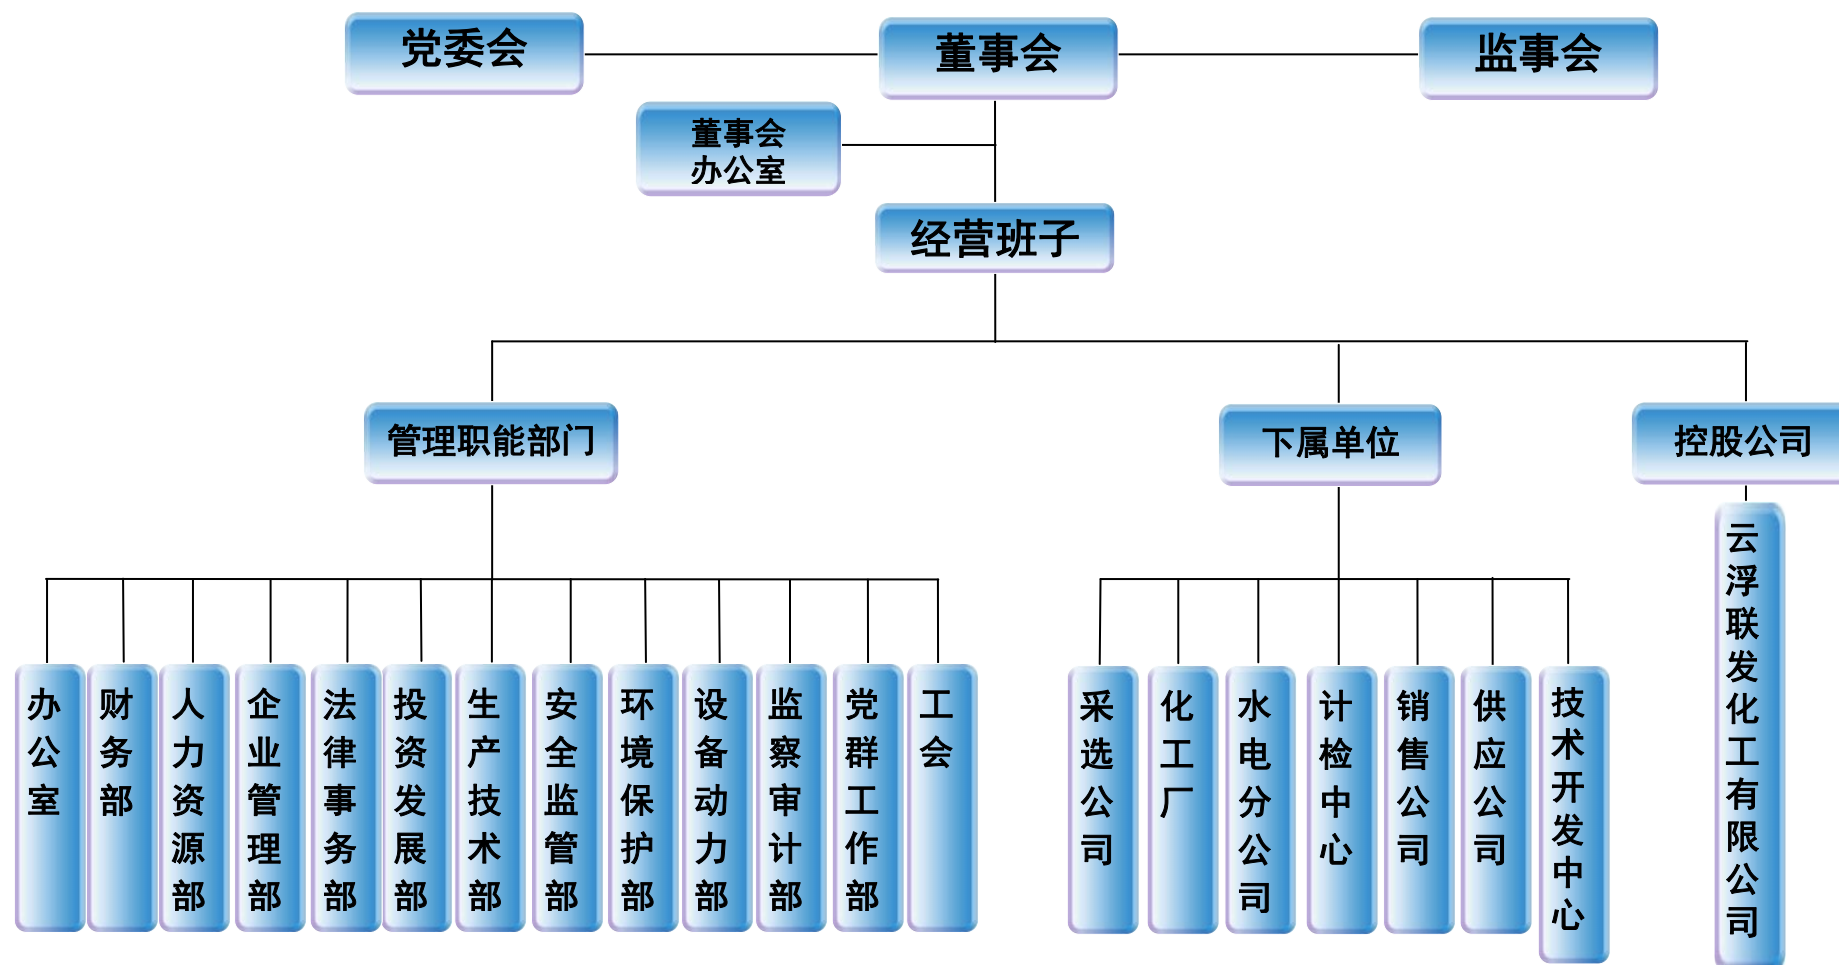 党委会
董事会
监事会
董事会
办公室
经营班子
管理职能部门
下属单位
控股公司
办公室
财务部
人力资源部
企业管理部
法律事务部
投资发展部
生产技术部
安全监管部
环境保护部
设备动力部
监察审计部
党群工作部
工会
采选公司
化工厂
水电分公司
计检中心
销售公司
供应公司
技术开发中心
云浮联发化工有限公司